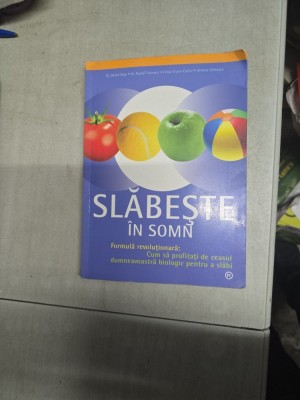 SLĂBEȘTE
ÎN SOMN
Formulă revoluționară:
Cum să profitați de ceasul
dumneavoastră biologic pentru a slăbi